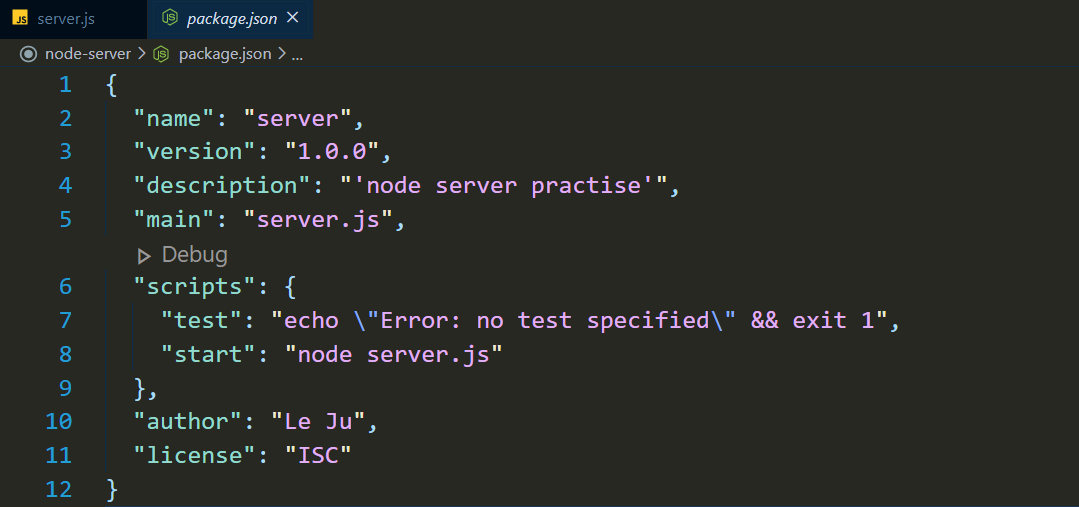 JS server.js package.json ×
node-server > package.json > ...
1 {
2   "name": "server",
3   "version": "1.0.0",
4   "description": "'node server practise'",
5   "main": "server.js",
Debug
6   "scripts": {
7     "test": "echo \"Error: no test specified\" && exit 1",
8     "start": "node server.js"
9   },
10   "author": "Le Ju",
11   "license": "ISC"
12 }